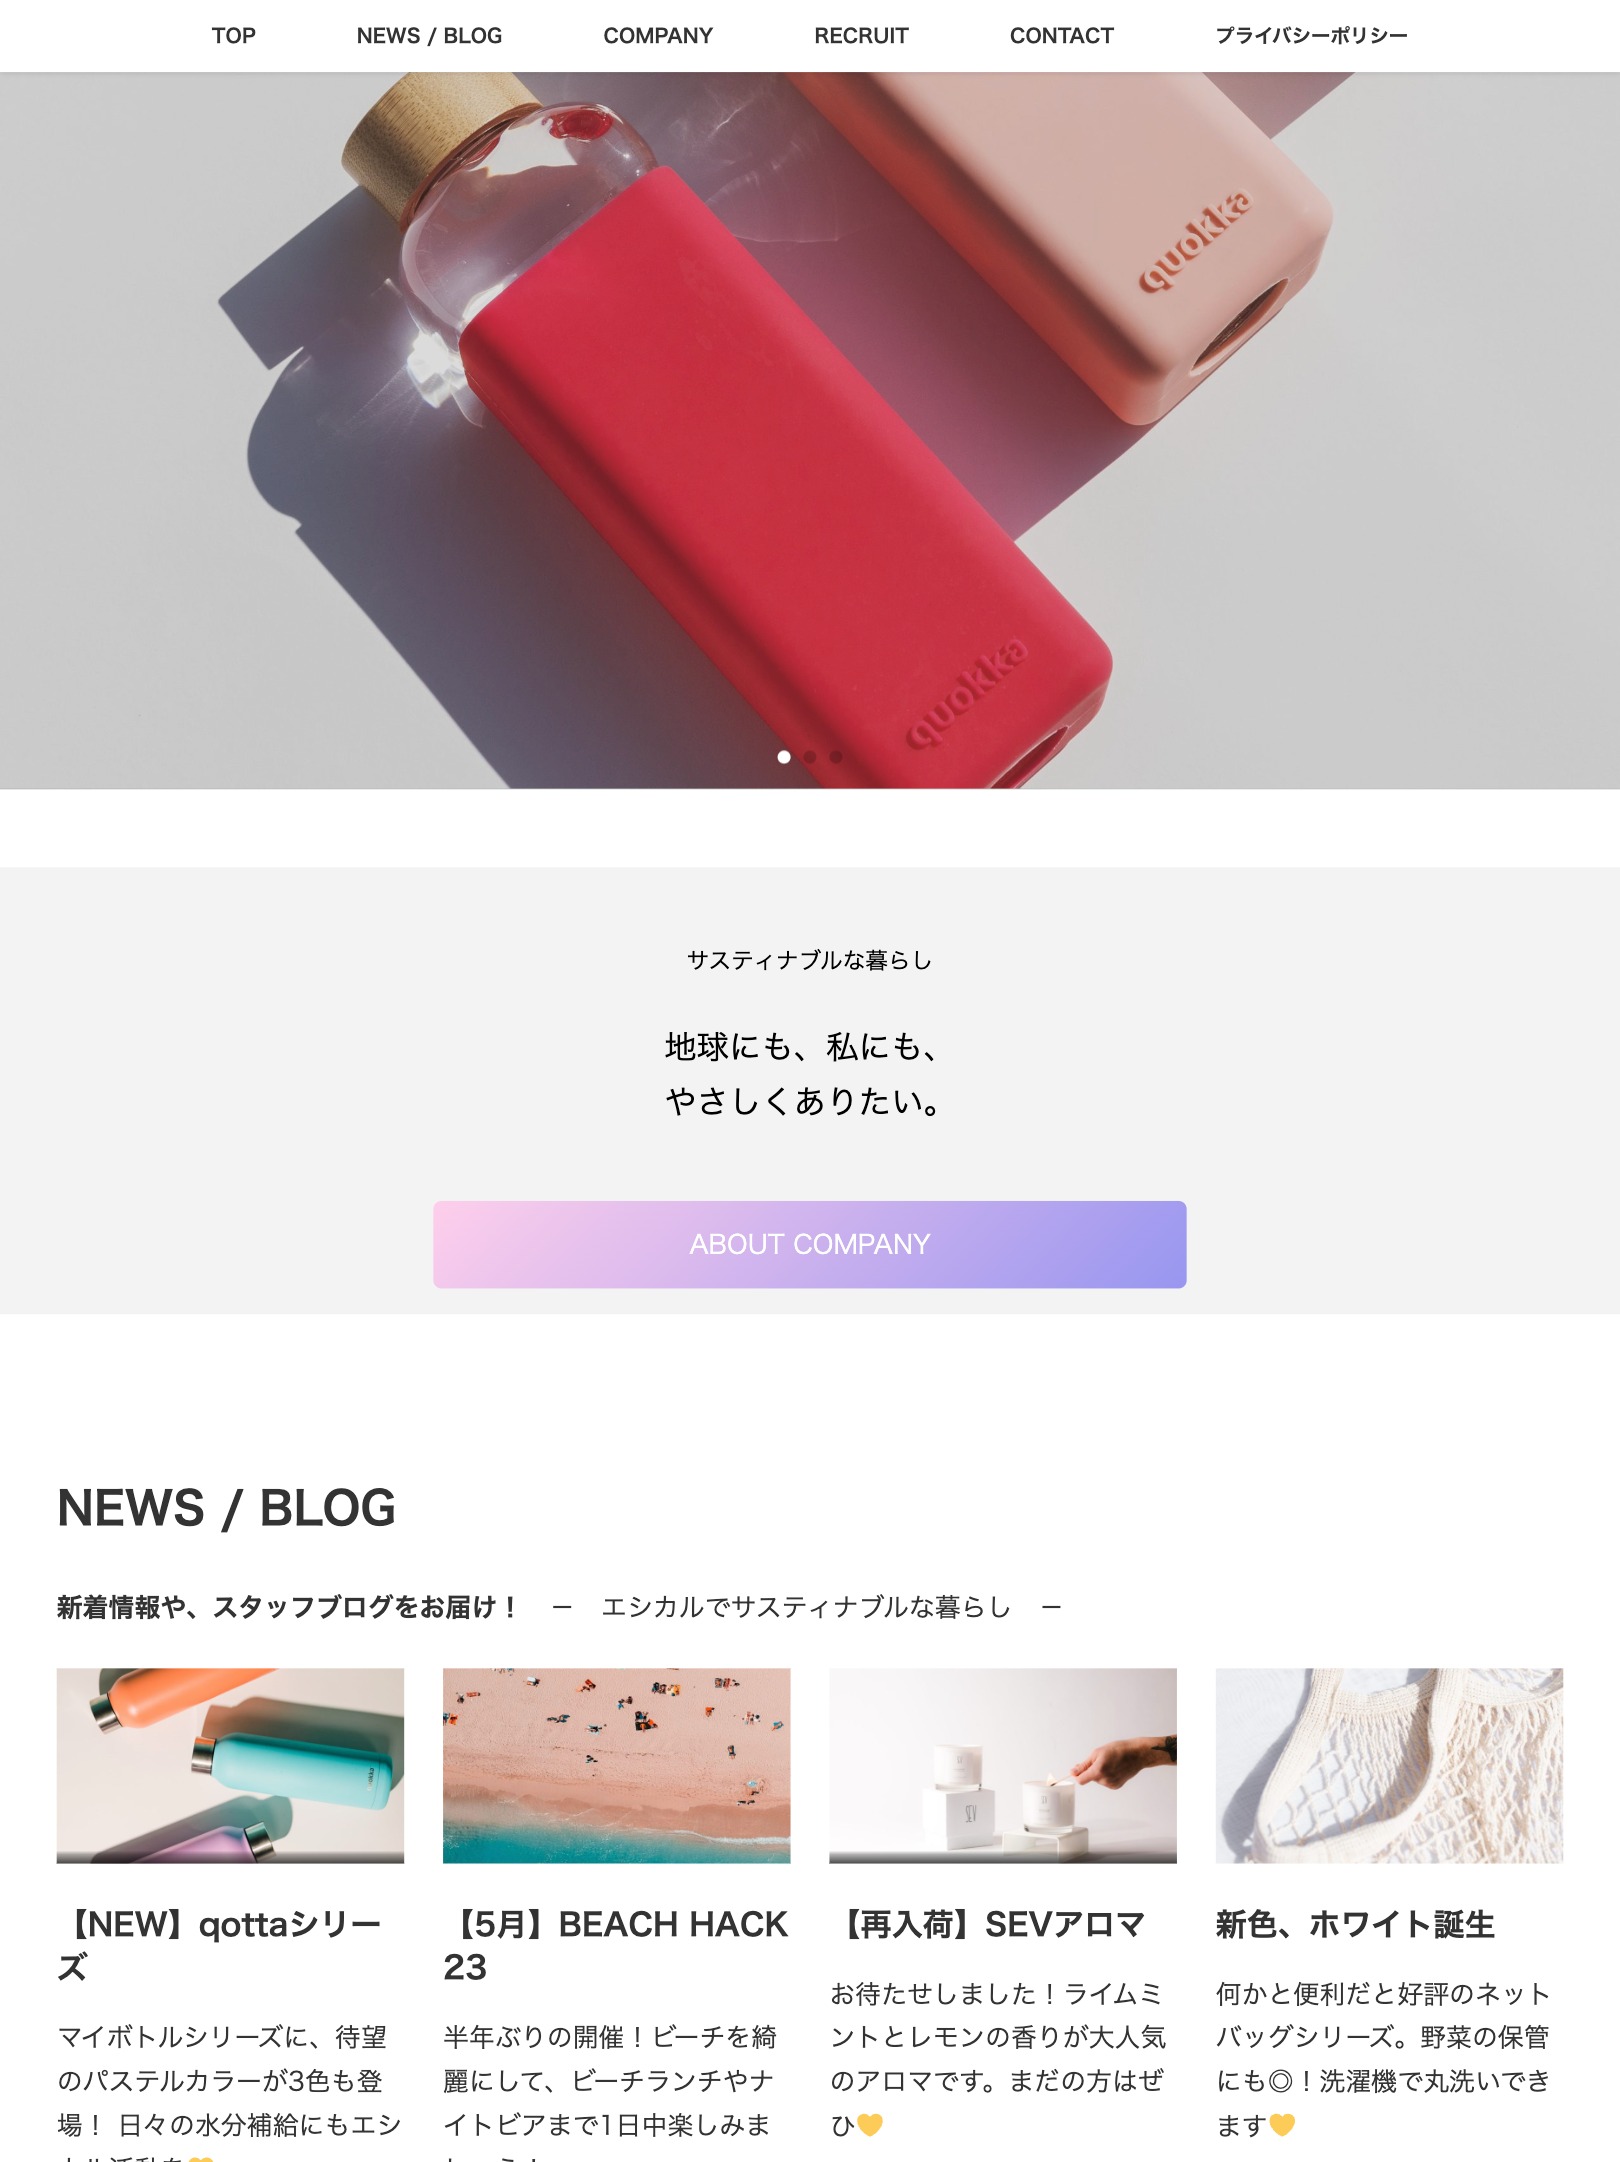 TOP
NEWS / BLOG
COMPANY
RECRUIT
CONTACT
プライバシーポリシー
quokka
quokka
サスティナブルな暮らし
地球にも、私にも、
やさしくありたい。
ABOUT COMPANY
NEWS / BLOG
新着情報や、スタッフブログをお届け！　ー　エシカルでサスティナブルな暮らし　ー
quokka
SEV
【NEW】qottaシリー
ズ
マイボトルシリーズに、待望
のパステルカラーが3色も登
場！ 日々の水分補給にもエシ
【5月】BEACH HACK
23
半年ぶりの開催！ビーチを綺
麗にして、ビーチランチやナ
イトビアまで1日中楽しみま
【再入荷】SEVアロマ
お待たせしました！ライムミ
ントとレモンの香りが大人気
のアロマです。まだの方はぜ
ひ💛
新色、ホワイト誕生
何かと便利だと好評のネット
バッグシリーズ。野菜の保管
にも◎！洗濯機で丸洗いでき
ます💛